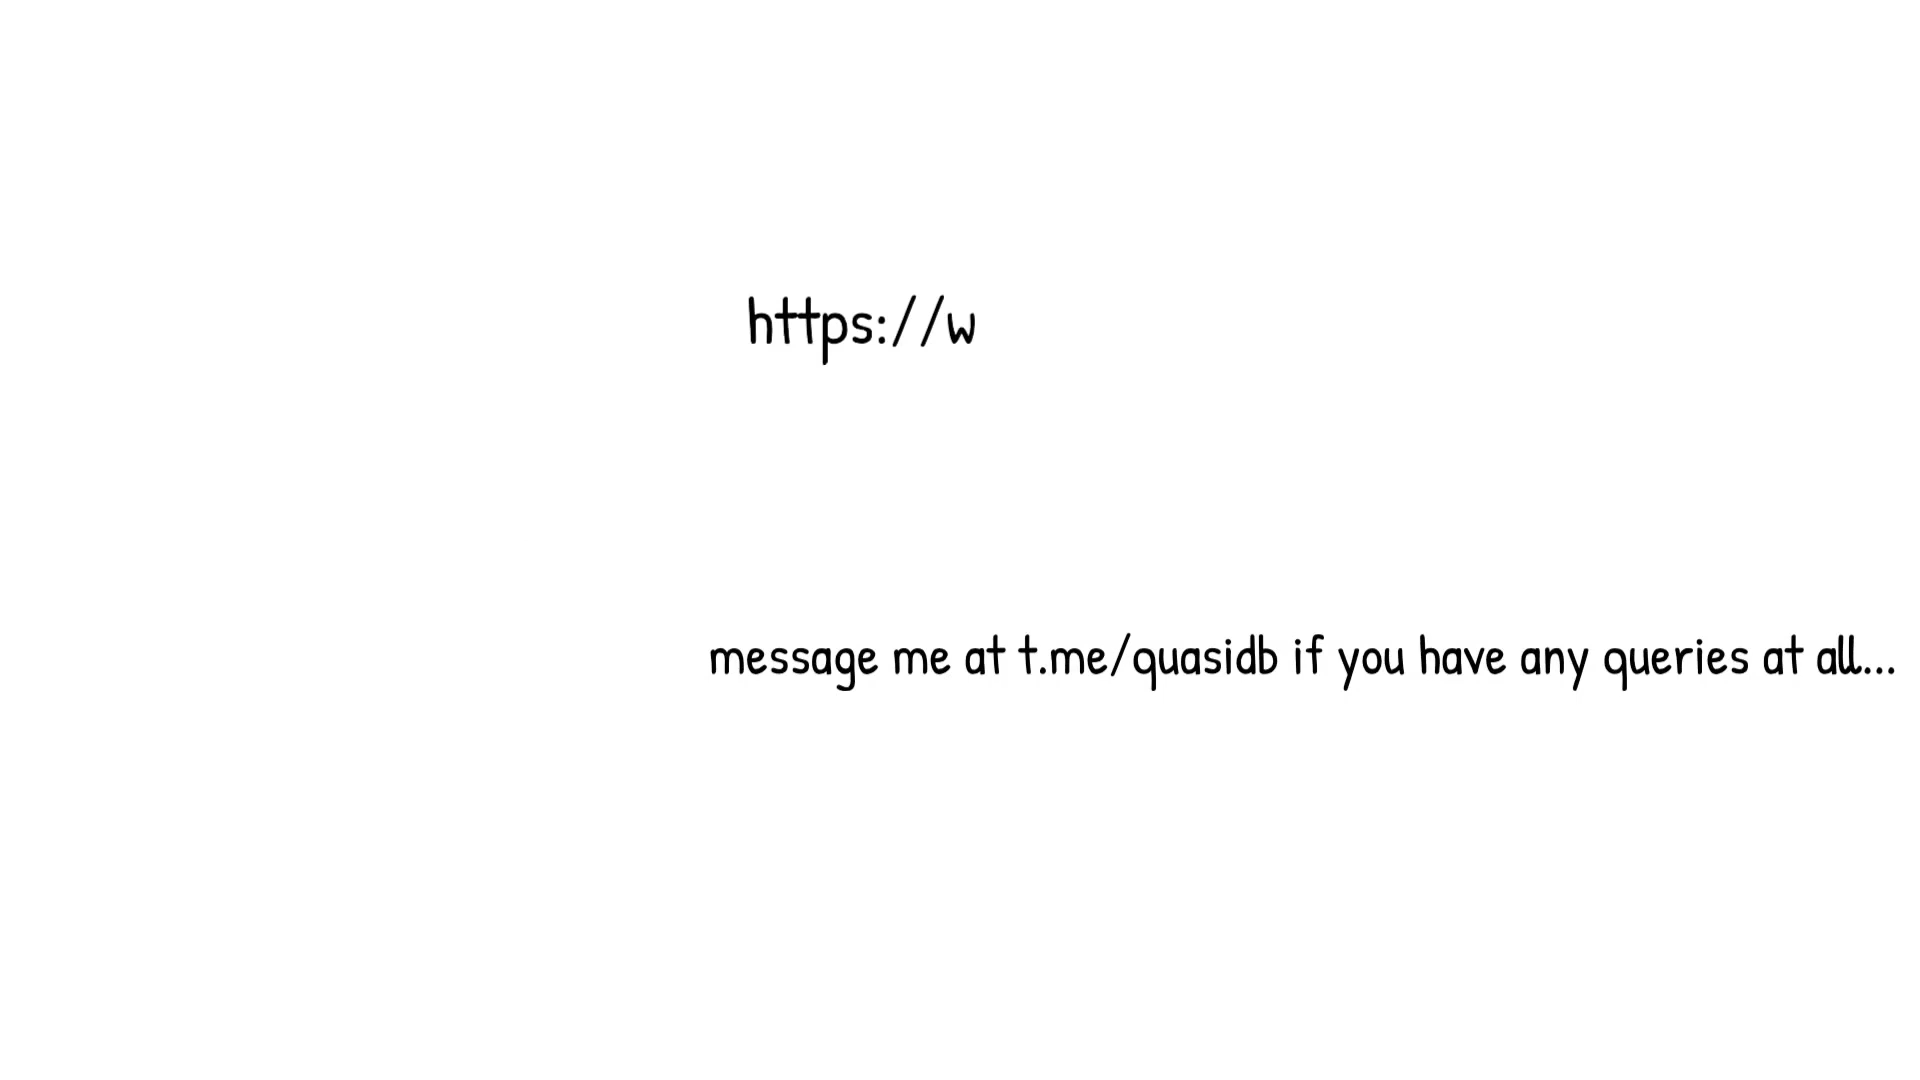 https://w
message me at t.me/quasidb if you have any queries at all...